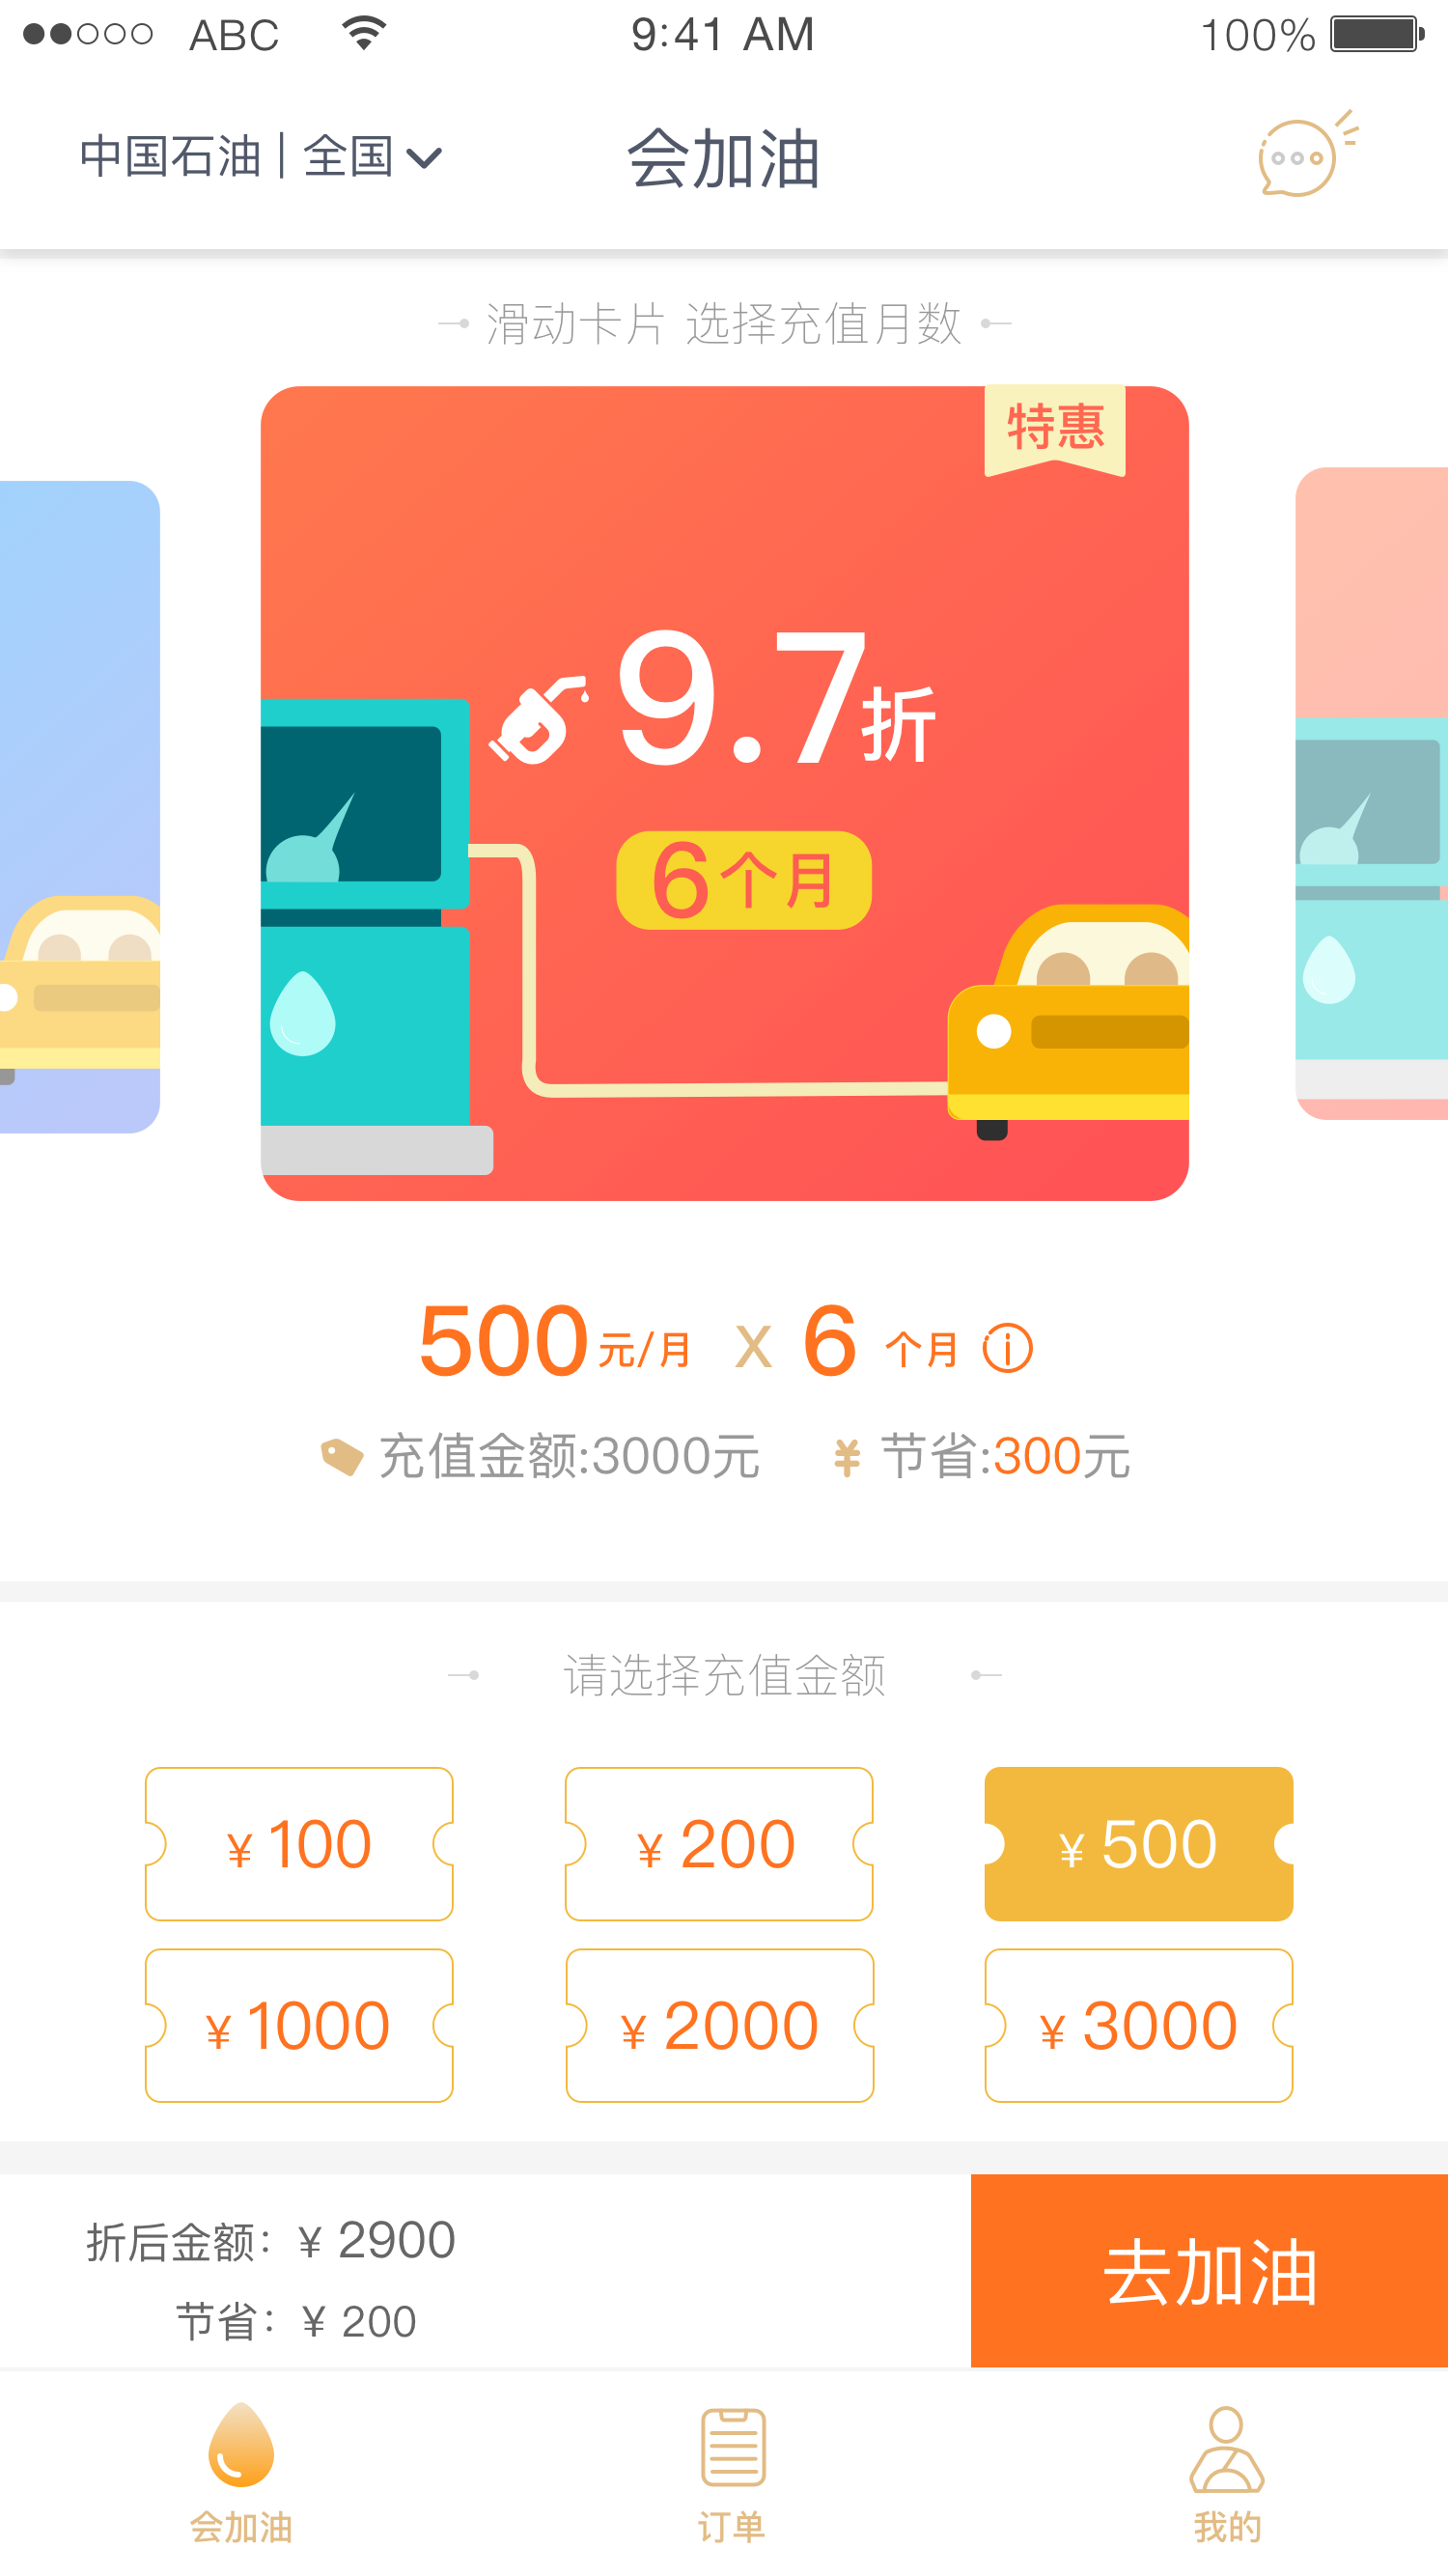 ABC 9:41 AM 100%
中国石油 | 全国 会加油
滑动卡片 选择充值月数
特惠
9.7折
6个月
500元/月 x 6 个月
充值金额:3000元 ¥ 节省:300元
请选择充值金额
¥ 100 ¥ 200 ¥ 500
¥ 1000 ¥ 2000 ¥ 3000
折后金额：¥ 2900
去加油
节省：¥ 200
会加油 订单 我的